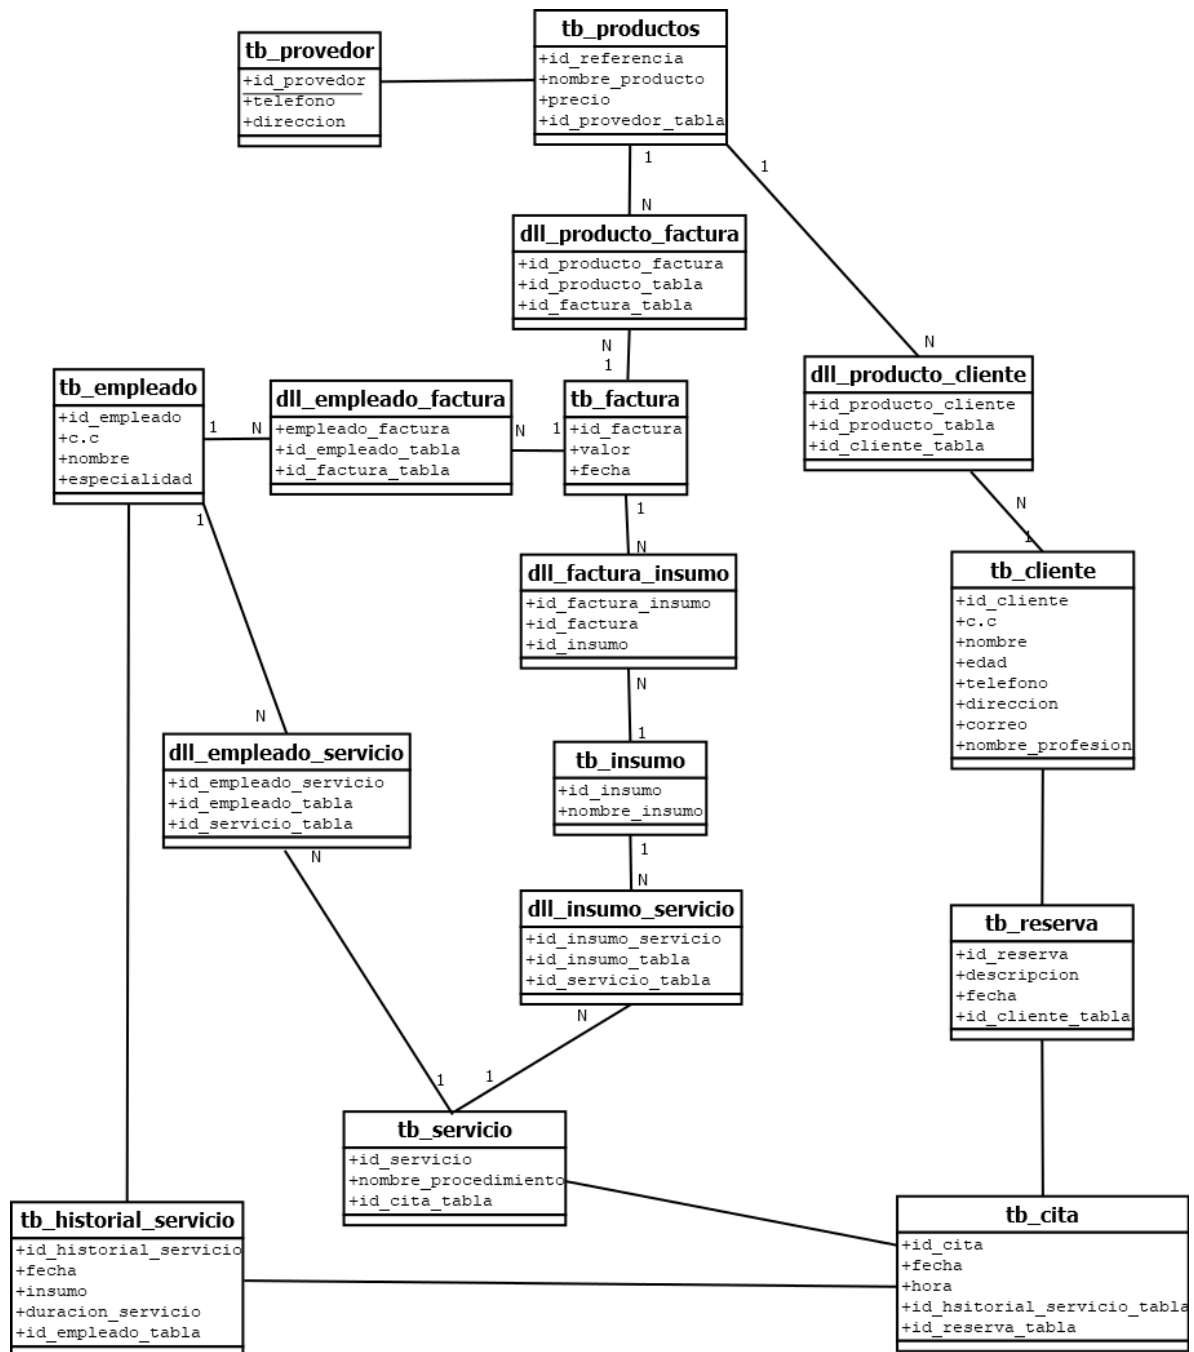 tb_provedor
+id_provedor
+telefono
+direccion
tb_productos
+id_referencia
+nombre_producto
+precio
+id_provedor_tabla
1
1
N
dll_producto_factura
+id_producto_factura
+id_producto_tabla
+id_factura_tabla
N
N
1
tb_empleado
+id_empleado
+c.c
+nombre
+especialidad
1
N
dll_empleado_factura
+empleado_factura
+id_empleado_tabla
+id_factura_tabla
N
1
tb_factura
+id_factura
+valor
+fecha
dll_producto_cliente
+id_producto_cliente
+id_producto_tabla
+id_cliente_tabla
1
1
N
N
1
dll_factura_insumo
+id_factura_insumo
+id_factura
+id_insumo
tb_cliente
+id_cliente
+c.c
+nombre
+edad
+telefono
+direccion
+correo
+nombre_profesion
N
N
1
dll_empleado_servicio
+id_empleado_servicio
+id_empleado_tabla
+id_servicio_tabla
N
tb_insumo
+id_insumo
+nombre_insumo
1
N
dll_insumo_servicio
+id_insumo_servicio
+id_insumo_tabla
+id_servicio_tabla
N
tb_reserva
+id_reserva
+descripcion
+fecha
+id_cliente_tabla
1
1
tb_servicio
+id_servicio
+nombre_procedimiento
+id_cita_tabla
tb_historial_servicio
+id_historial_servicio
+fecha
+insumo
+duracion_servicio
+id_empleado_tabla
tb_cita
+id_cita
+fecha
+hora
+id_hsitorial_servicio_tabla
+id_reserva_tabla